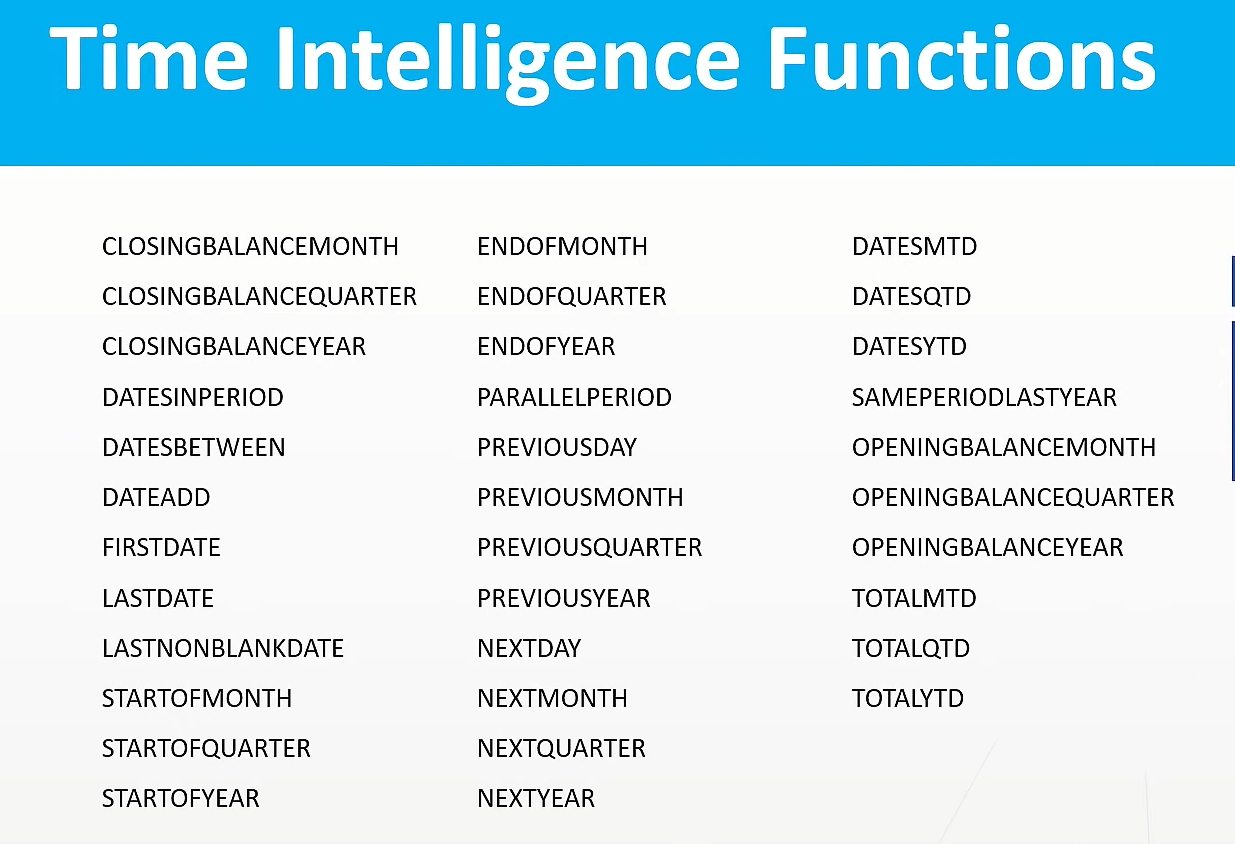 Time Intelligence Functions
CLOSINGBALANCEMONTH
CLOSINGBALANCEQUARTER
CLOSINGBALANCEYEAR
DATESINPERIOD
DATESBETWEEN
DATEADD
FIRSTDATE
LASTDATE
LASTNONBLANKDATE
STARTOFMONTH
STARTOFQUARTER
STARTOFYEAR
ENDOFMONTH
ENDOFQUARTER
ENDOFYEAR
PARALLELPERIOD
PREVIOUSDAY
PREVIOUSMONTH
PREVIOUSQUARTER
PREVIOUSYEAR
NEXTDAY
NEXTMONTH
NEXTQUARTER
NEXTYEAR
DATESMTD
DATESQTD
DATESYTD
SAMEPERIODLASTYEAR
OPENINGBALANCEMONTH
OPENINGBALANCEQUARTER
OPENINGBALANCEYEAR
TOTALMTD
TOTALQTD
TOTALYTD